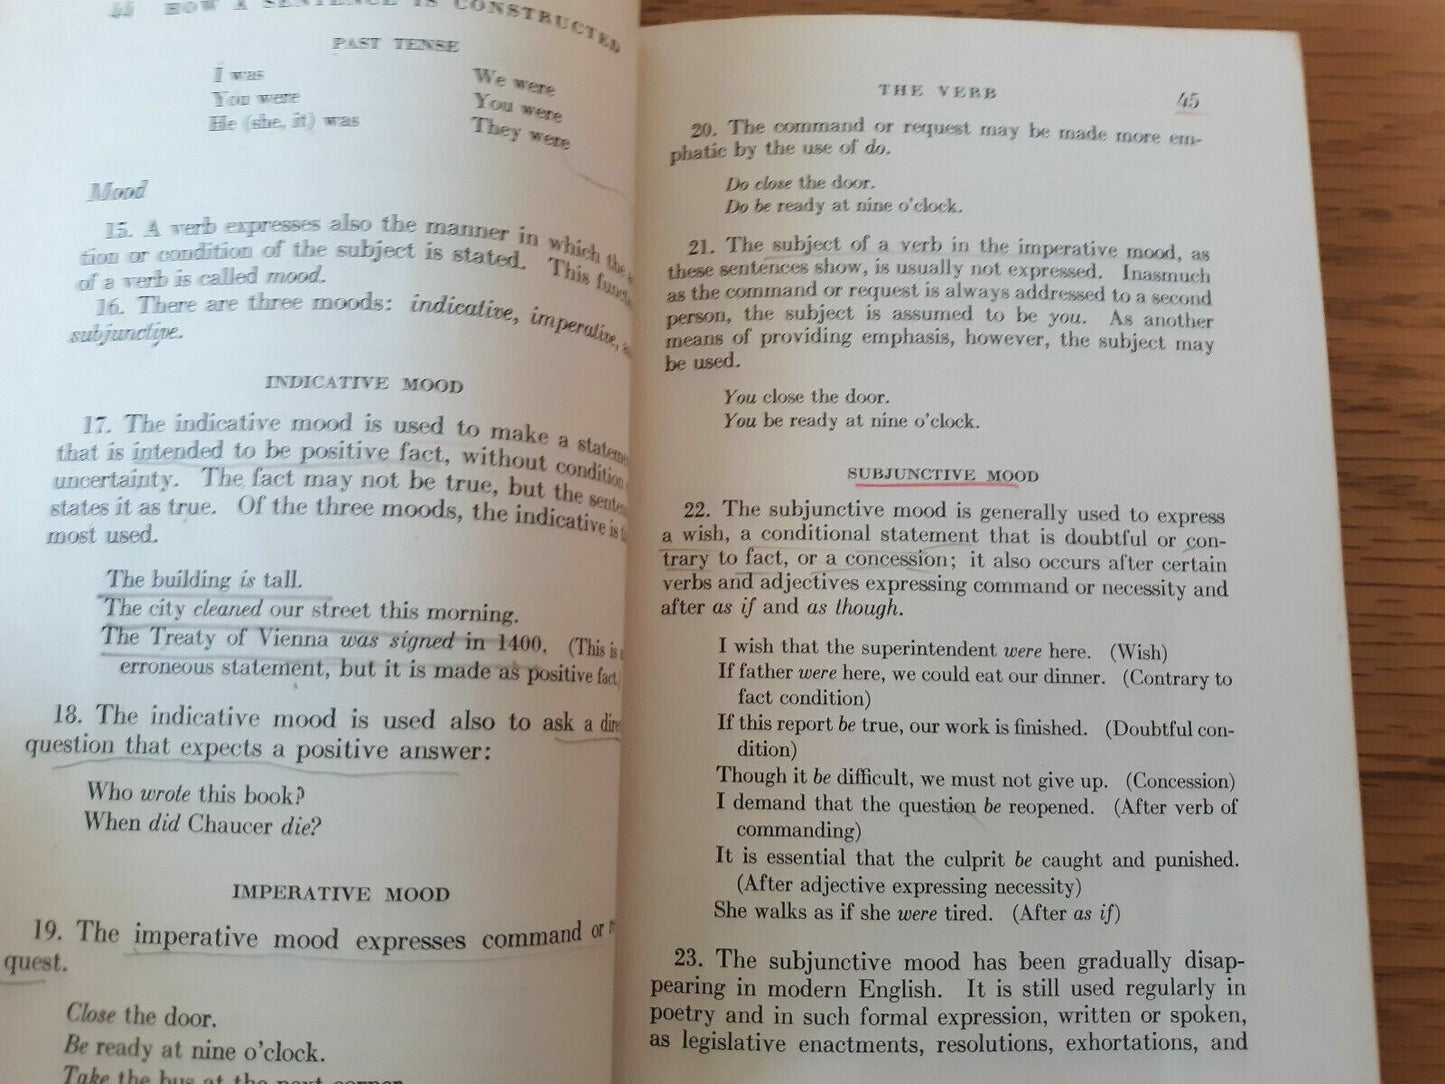 44 HOW A SENTENCE IS CONSTRUCTED
PAST TENSE
I was We were
You were You were
He (she, it) was They were
Mood
15. A verb expresses also the manner in which the
tion or condition of the subject is stated. This
of a verb is called mood.
16. There are three moods: indicative, imperative,
subjunctive.
INDICATIVE MOOD
17. The indicative mood is used to make a
that is intended to be positive fact, without condition
uncertainty. The fact may not be true, but the
states it as true. Of the three moods, the indicative is
most used.
The building is tall.
The city cleaned our street this morning.
The Treaty of Vienna was signed in 1400. (This is
erroneous statement, but it is made as positive fact.
18. The indicative mood is used also to ask a
question that expects a positive answer:
Who wrote this book?
When did Chaucer die?
IMPERATIVE MOOD
19. The imperative mood expresses command or
quest.
Close the door.
Be ready at nine o'clock.
Take the bus at the next corner
THE VERB 45
20. The command or request may be made more em-
phatic by the use of do.
Do close the door.
Do be ready at nine o'clock.
21. The subject of a verb in the imperative mood, as
these sentences show, is usually not expressed. Inasmuch
as the command or request is always addressed to a second
person, the subject is assumed to be you. As another
means of providing emphasis, however, the subject may
be used.
You close the door.
You be ready at nine o'clock.
SUBJUNCTIVE MOOD
22. The subjunctive mood is generally used to express
a wish, a conditional statement that is doubtful or con-
trary to fact, or a concession; it also occurs after certain
verbs and adjectives expressing command or necessity and
after as if and as though.
I wish that the superintendent were here. (Wish)
If father were here, we could eat our dinner. (Contrary to
fact condition)
If this report be true, our work is finished. (Doubtful con-
dition)
Though it be difficult, we must not give up. (Concession)
I demand that the question be reopened. (After verb of
commanding)
It is essential that the culprit be caught and punished.
(After adjective expressing necessity)
She walks as if she were tired. (After as if)
23. The subjunctive mood has been gradually disap-
pearing in modern English. It is still used regularly in
poetry and in such formal expression, written or spoken,
as legislative enactments, resolutions, exhortations, and